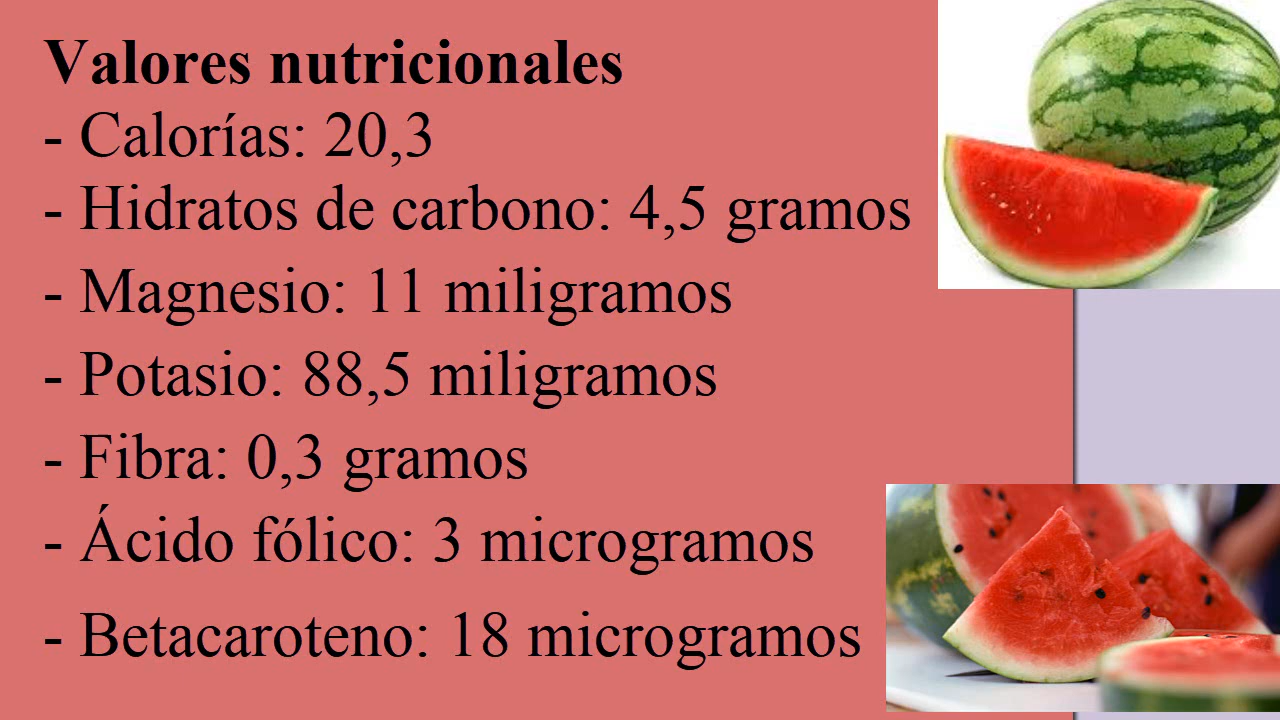 Valores nutricionales
- Calorías: 20,3
- Hidratos de carbono: 4,5 gramos
- Magnesio: 11 miligramos
- Potasio: 88,5 miligramos
- Fibra: 0,3 gramos
- Ácido fólico: 3 microgramos
- Betacaroteno: 18 microgramos